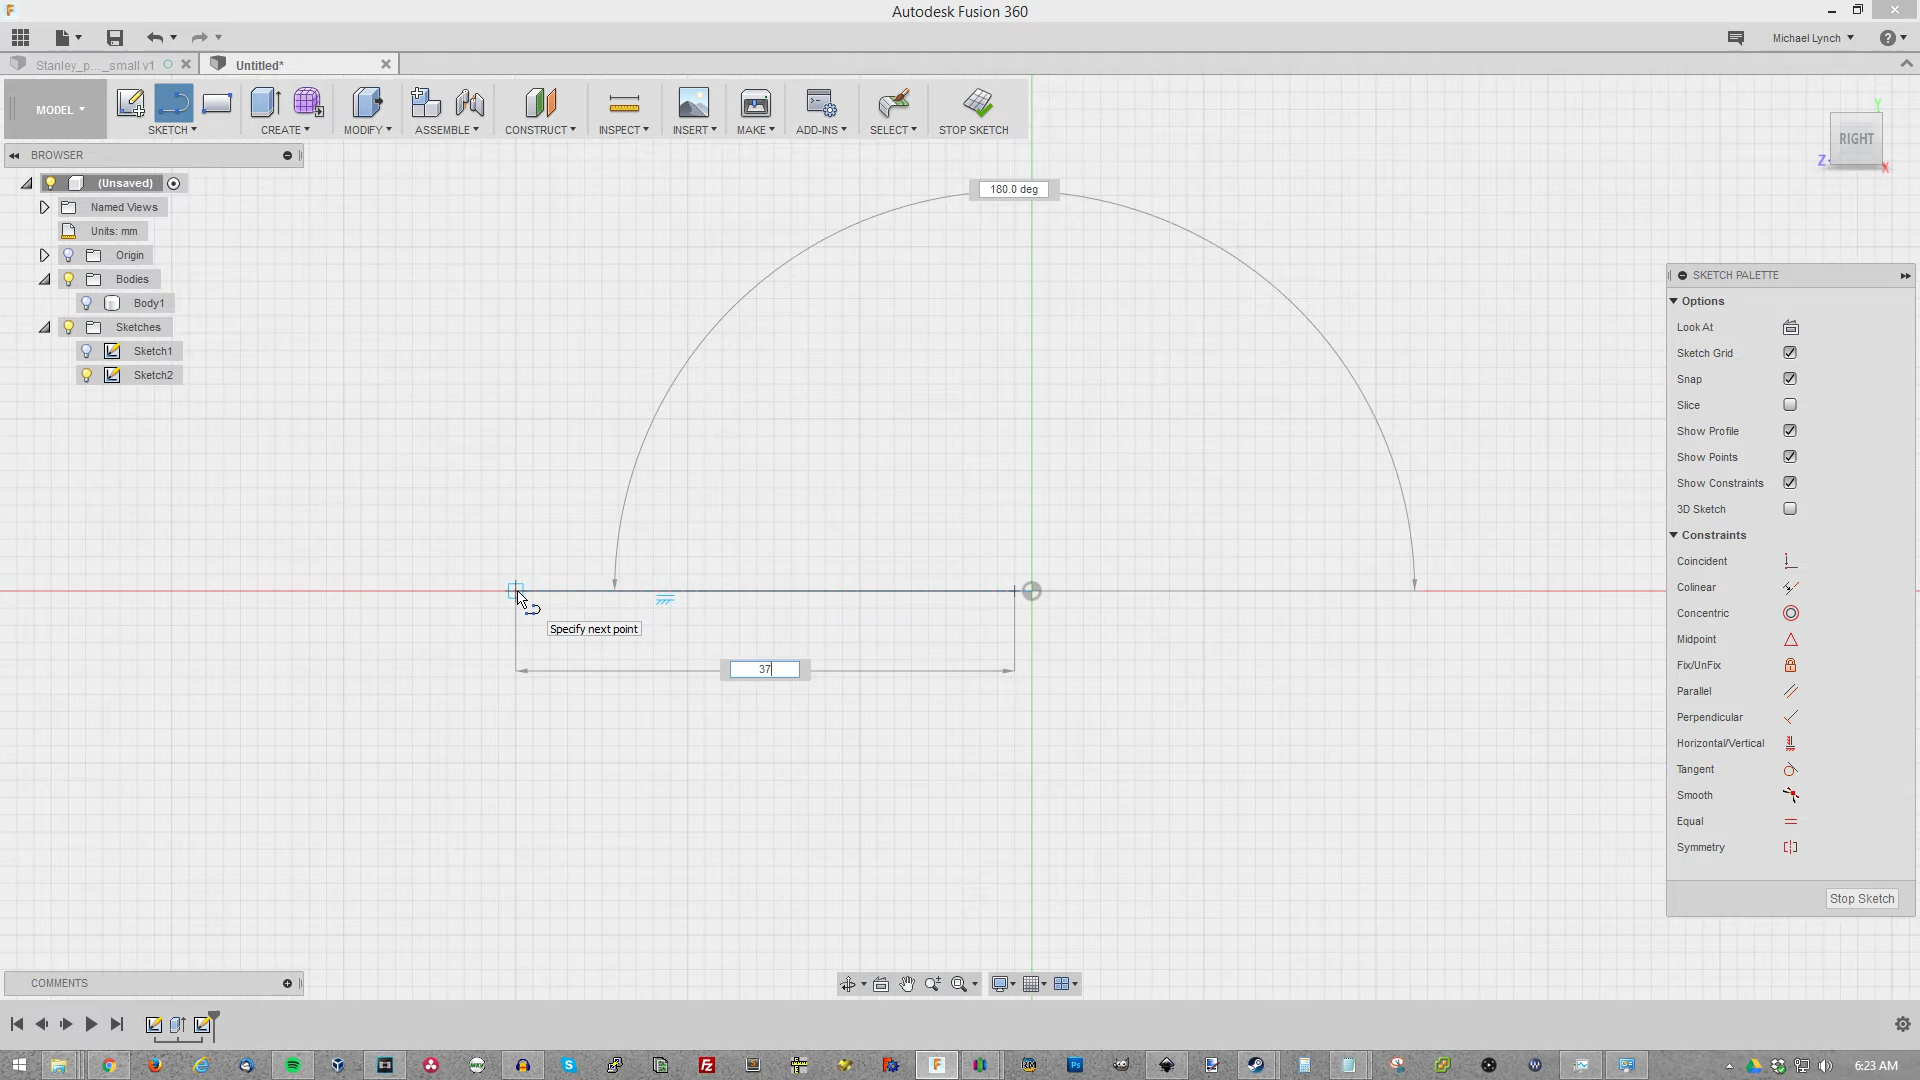 Autodesk Fusion 360
Michael Lynch
Stanley_p..._small v1
Untitled*
MODEL
SKETCH
CREATE
MODIFY
ASSEMBLE
CONSTRUCT
INSPECT
INSERT
MAKE
ADD-INS
SELECT
STOP SKETCH
Y
RIGHT
Z
X
BROWSER
(Unsaved)
Named Views
Units: mm
Origin
Bodies
Body1
Sketches
Sketch1
Sketch2
180.0 deg
Specify next point
37
SKETCH PALETTE
Options
Look At
Sketch Grid
Snap
Slice
Show Profile
Show Points
Show Constraints
3D Sketch
Constraints
Coincident
Colinear
Concentric
Midpoint
Fix/UnFix
Parallel
Perpendicular
Horizontal/Vertical
Tangent
Smooth
Equal
Symmetry
Stop Sketch
COMMENTS
6:23 AM